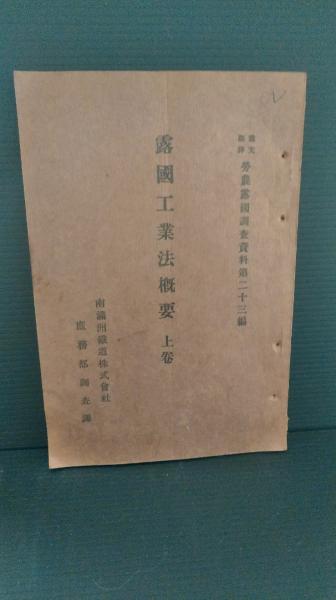 露文
翻譯 勞農露國調査資料第二十三編
露國工業法概要 上卷
南滿洲鐵道株式會社
庶務部調査課